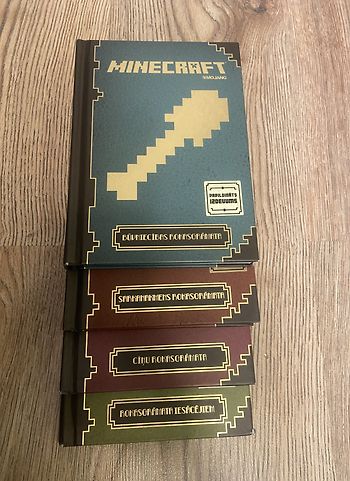 MINECRAFT
MOJANG
PAPILDINĀTS
IZDEVUMS
BŪVNIECĪBAS ROKASGRĀMATA
SARKANAKMENS ROKASGRĀMATA
CĪŅU ROKASGRĀMATA
ROKASGRĀMATA IESĀCĒJIEM